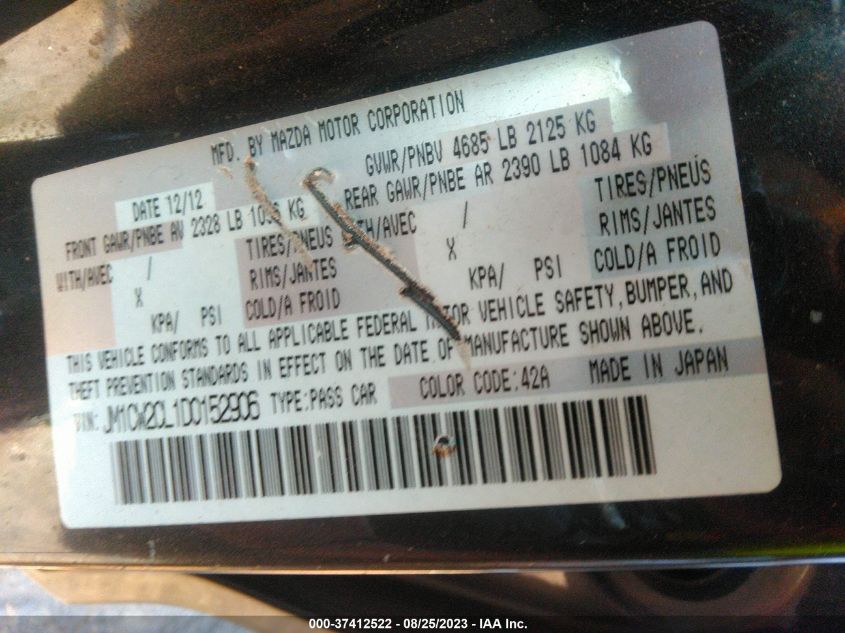 MFD. BY MAZDA MOTOR CORPORATION
DATE 12/12
GVWR/PNBV 4685 LB 2125 KG
FRONT GAWR/PNBE AV 2328 LB KG
REAR GAWR/PNBE AR 2390 LB 1084 KG
WITH/AVEC / TIRES/PNEUS
X RIMS/JANTES
KPA/ PSI COLD/A FROID
/ TIRES/PNEUS
X RIMS/JANTES
KPA/ PSI COLD/A FROID
THIS VEHICLE CONFORMS TO ALL APPLICABLE FEDERAL MOTOR VEHICLE SAFETY, BUMPER, AND
THEFT PREVENTION STANDARDS IN EFFECT ON THE DATE OF MANUFACTURE SHOWN ABOVE.
VIN: JM1CW2CL1D0152906 TYPE:PASS CAR COLOR CODE:42A MADE IN JAPAN
000-37412522 - 08/25/2023 - IAA Inc.